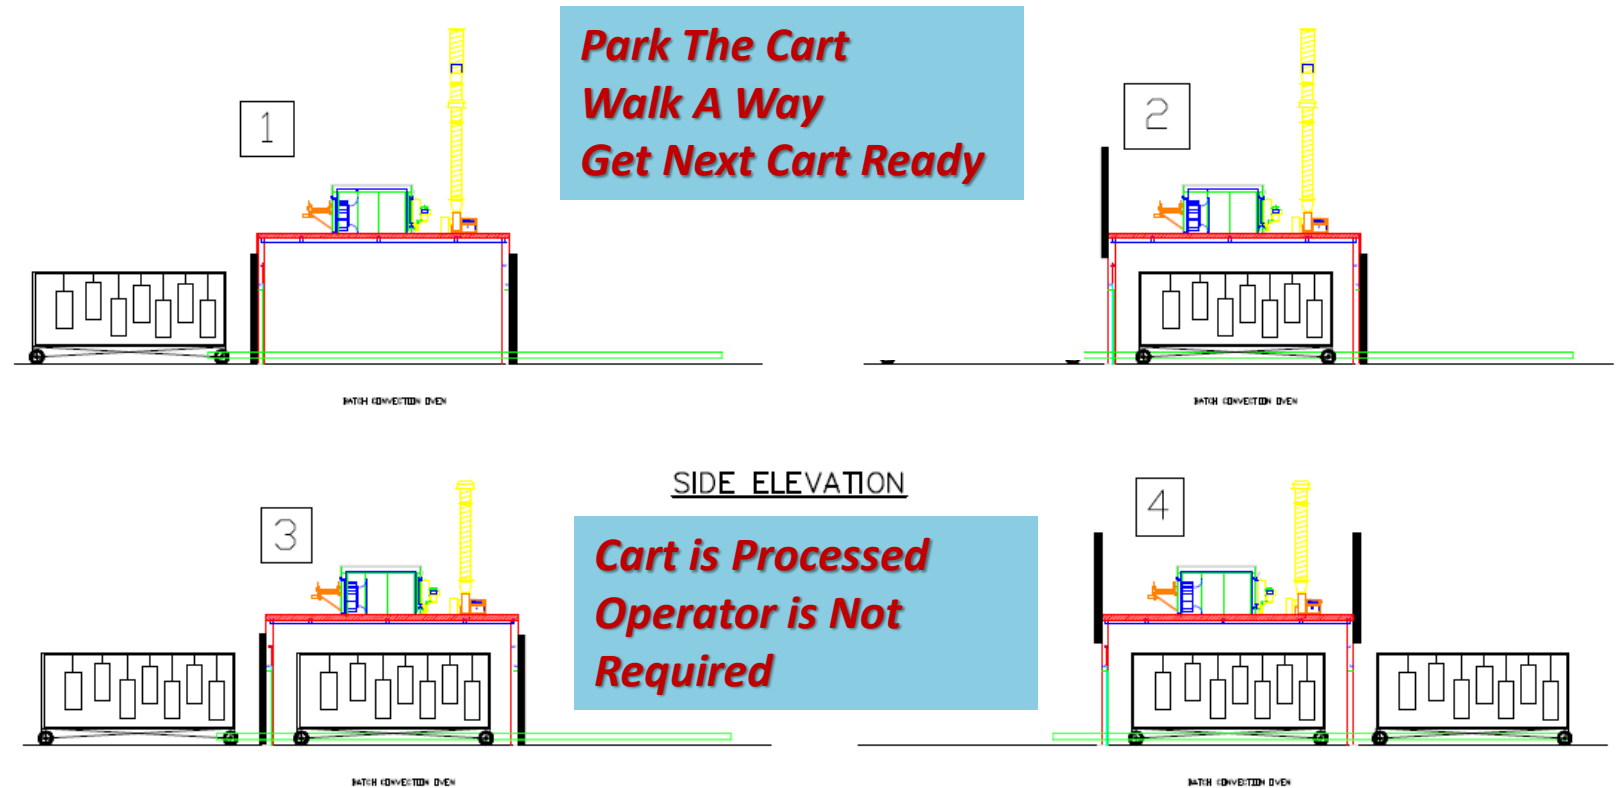 1
Park The Cart
Walk A Way
Get Next Cart Ready
2
BATCH CONVECTION OVEN
BATCH CONVECTION OVEN
SIDE ELEVATION
3
Cart is Processed
Operator is Not
Required
4
BATCH CONVECTION OVEN
BATCH CONVECTION OVEN